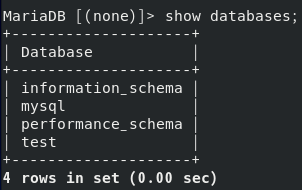 MariaDB [(none)]> show databases;
+--------------------+
| Database           |
+--------------------+
| information_schema |
| mysql              |
| performance_schema |
| test               |
+--------------------+
4 rows in set (0.00 sec)